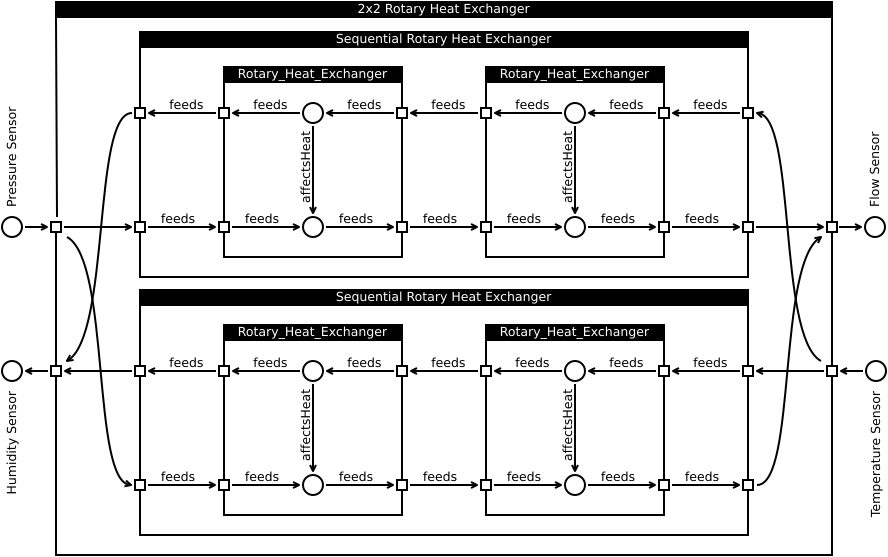 2x2 Rotary Heat Exchanger
Sequential Rotary Heat Exchanger
Rotary_Heat_Exchanger
Rotary_Heat_Exchanger
feeds
feeds
feeds
feeds
feeds
feeds
feeds
Pressure Sensor
affectsHeat
affectsHeat
Flow Sensor
feeds
feeds
feeds
feeds
feeds
feeds
feeds
Sequential Rotary Heat Exchanger
Rotary_Heat_Exchanger
Rotary_Heat_Exchanger
feeds
feeds
feeds
feeds
feeds
feeds
feeds
Humidity Sensor
affectsHeat
affectsHeat
Temperature Sensor
feeds
feeds
feeds
feeds
feeds
feeds
feeds